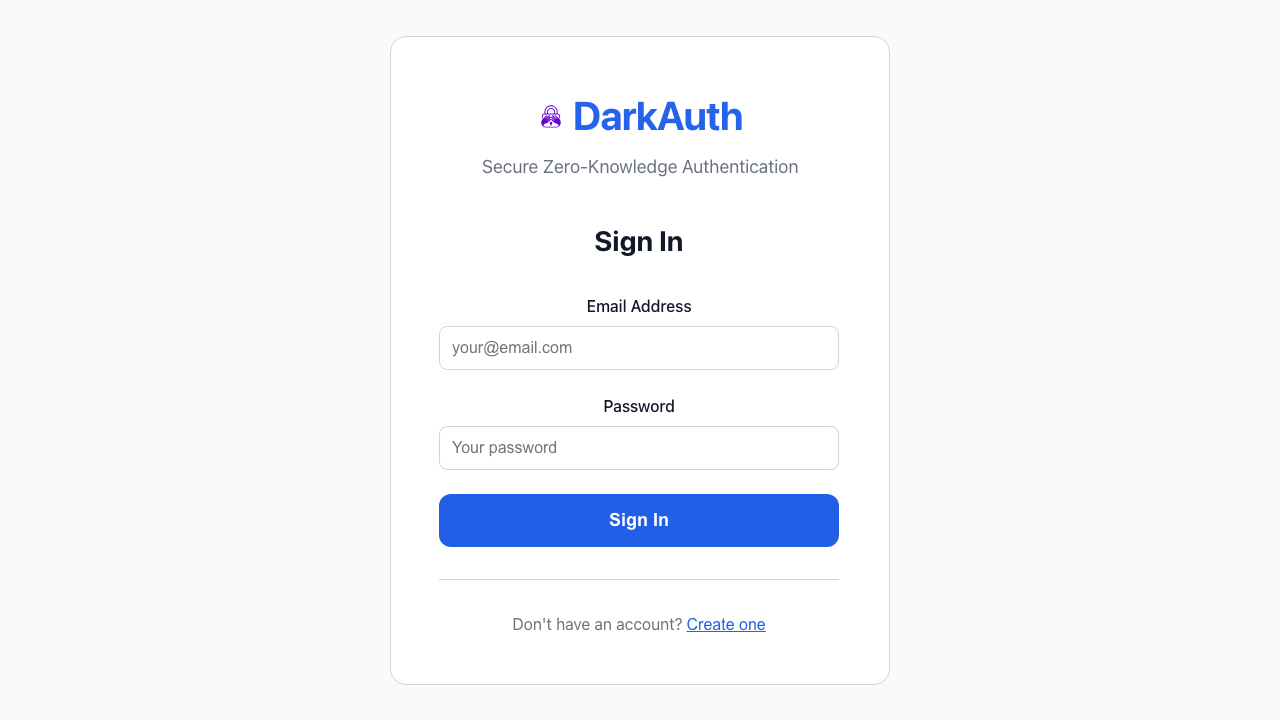 DarkAuth
Secure Zero-Knowledge Authentication
Sign In
Email Address
your@email.com
Password
Your password
Sign In
Don't have an account? Create one